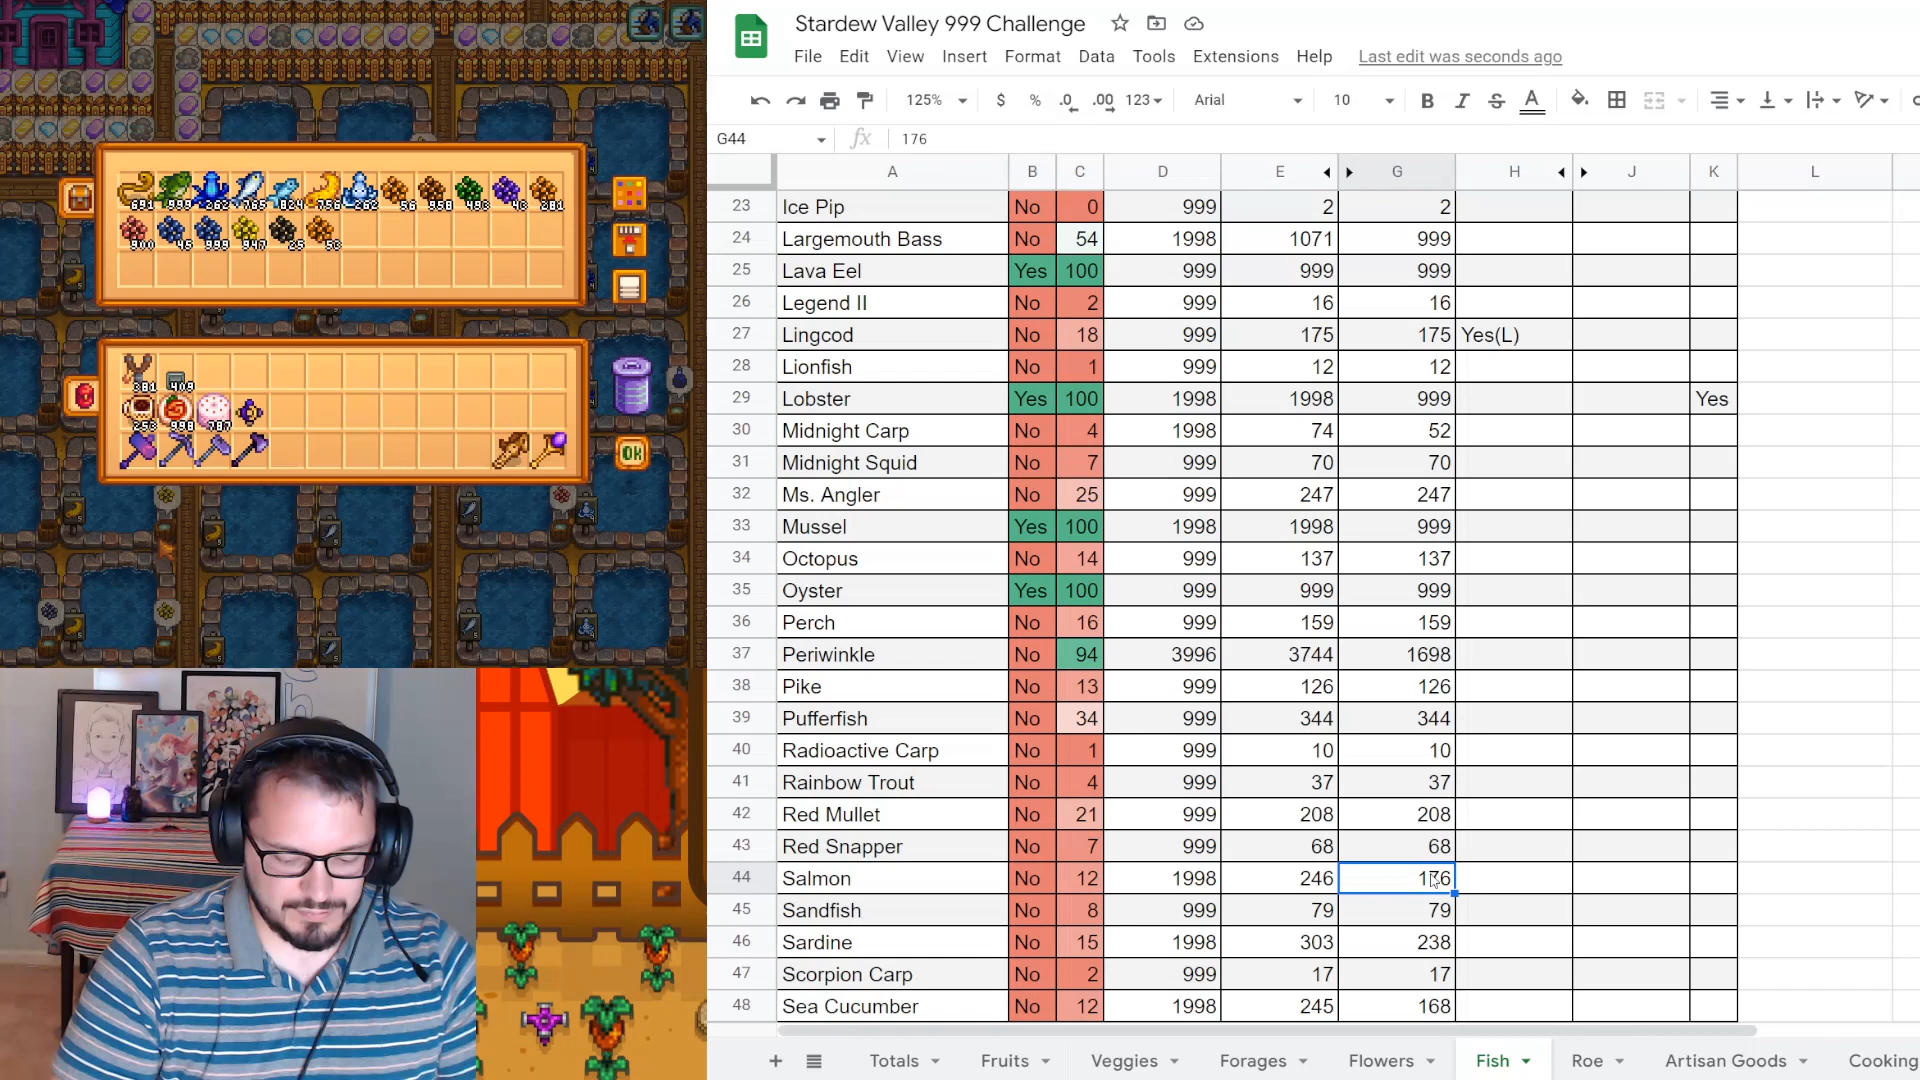 Stardew Valley 999 Challenge
File Edit View Insert Format Data Tools Extensions Help Last edit was seconds ago
125% $ % .0 .00 123 Arial 10 B I S A
G44 fx 176
A B C D E G H J K L
23 Ice Pip No 0 999 2 2
24 Largemouth Bass No 54 1998 1071 999
25 Lava Eel Yes 100 999 999 999
26 Legend II No 2 999 16 16
27 Lingcod No 18 999 175 175 Yes(L)
28 Lionfish No 1 999 12 12
29 Lobster Yes 100 1998 1998 999 Yes
30 Midnight Carp No 4 1998 74 52
31 Midnight Squid No 7 999 70 70
32 Ms. Angler No 25 999 247 247
33 Mussel Yes 100 1998 1998 999
34 Octopus No 14 999 137 137
35 Oyster Yes 100 999 999 999
36 Perch No 16 999 159 159
37 Periwinkle No 94 3996 3744 1698
38 Pike No 13 999 126 126
39 Pufferfish No 34 999 344 344
40 Radioactive Carp No 1 999 10 10
41 Rainbow Trout No 4 999 37 37
42 Red Mullet No 21 999 208 208
43 Red Snapper No 7 999 68 68
44 Salmon No 12 1998 246 176
45 Sandfish No 8 999 79 79
46 Sardine No 15 1998 303 238
47 Scorpion Carp No 2 999 17 17
48 Sea Cucumber No 12 1998 245 168
Totals Fruits Veggies Forages Flowers Fish Roe Artisan Goods Cooking
691 999 262 765 824 756 262 56 958 493 43 281
900 45 999 947 25 53
381 409
253 998 787
OK